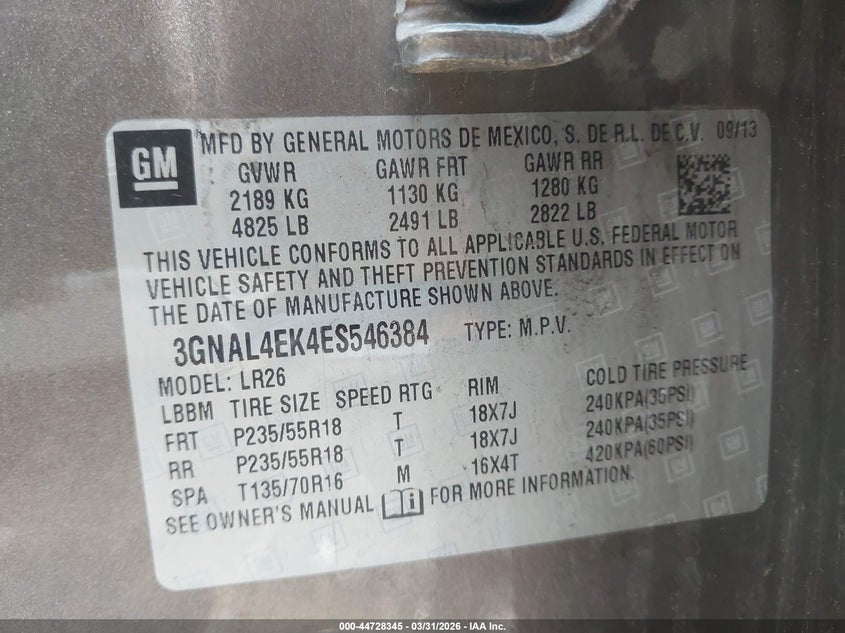 GM
MFD BY GENERAL MOTORS DE MEXICO, S. DE R.L. DE C.V. 09/13
GVWR GAWR FRT GAWR RR
2189 KG 1130 KG 1280 KG
4825 LB 2491 LB 2822 LB
THIS VEHICLE CONFORMS TO ALL APPLICABLE U.S. FEDERAL MOTOR
VEHICLE SAFETY AND THEFT PREVENTION STANDARDS IN EFFECT ON
THE DATE OF MANUFACTURE SHOWN ABOVE.
3GNAL4EK4ES546384 TYPE: M.P.V.
MODEL: LR26
LBBM TIRE SIZE SPEED RTG RIM COLD TIRE PRESSURE
FRT P235/55R18 T 18X7J 240KPA(35PSI)
RR P235/55R18 T 18X7J 240KPA(35PSI)
SPA T135/70R16 M 16X4T 420KPA(60PSI)
SEE OWNER'S MANUAL i FOR MORE INFORMATION.
000-44728345 - 03/31/2026 - IAA Inc.